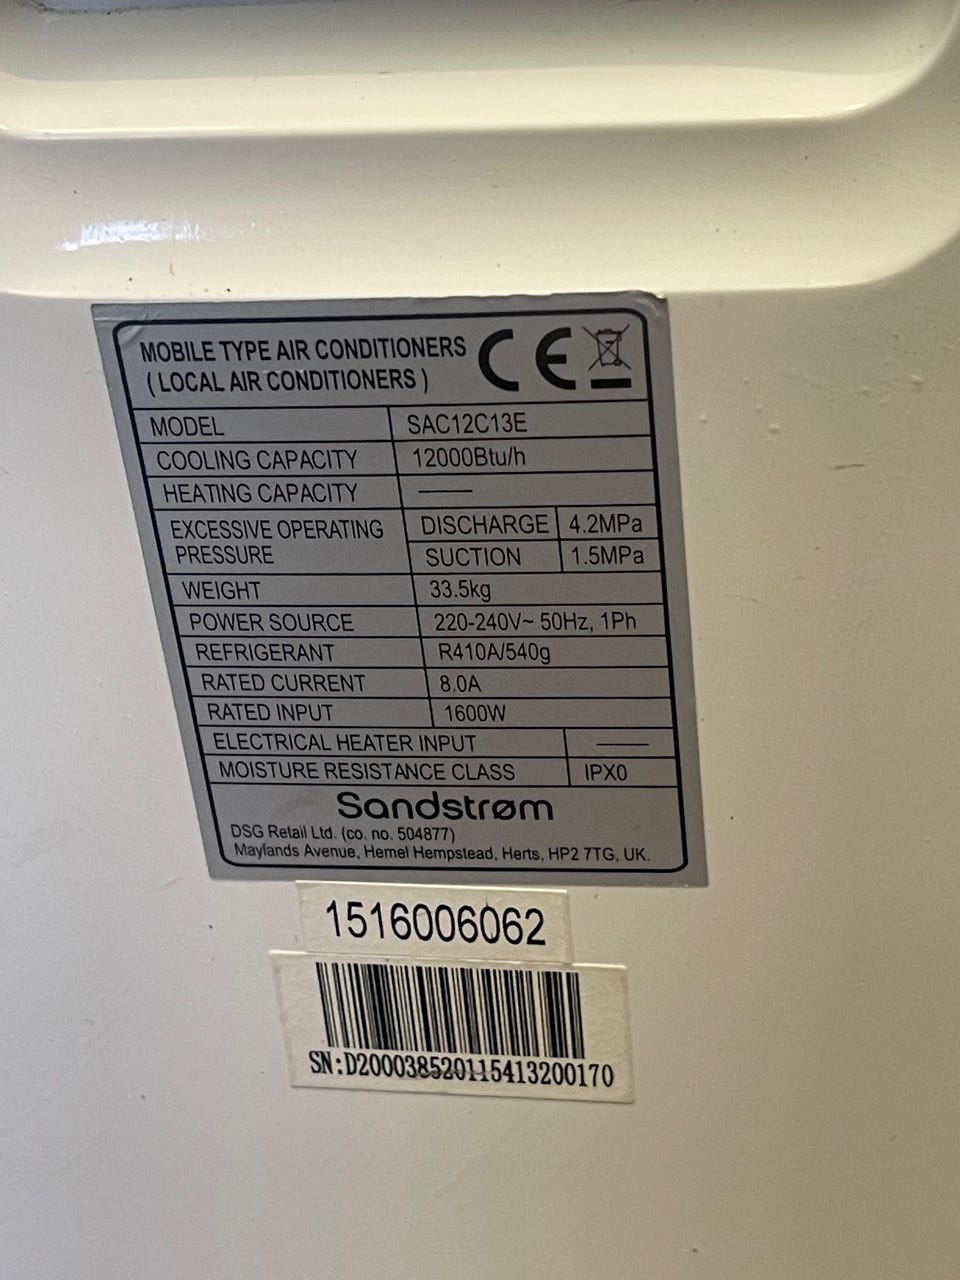 MOBILE TYPE AIR CONDITIONERS
( LOCAL AIR CONDITIONERS )
CE
MODEL SAC12C13E
COOLING CAPACITY 12000Btu/h
HEATING CAPACITY ——
EXCESSIVE OPERATING PRESSURE DISCHARGE 4.2MPa
SUCTION 1.5MPa
WEIGHT 33.5kg
POWER SOURCE 220-240V~ 50Hz, 1Ph
REFRIGERANT R410A/540g
RATED CURRENT 8.0A
RATED INPUT 1600W
ELECTRICAL HEATER INPUT ——
MOISTURE RESISTANCE CLASS IPX0
Sandstrøm
DSG Retail Ltd. (co. no. 504877)
Maylands Avenue, Hemel Hempstead, Herts, HP2 7TG, UK.
1516006062
SN:D200038520115413200170